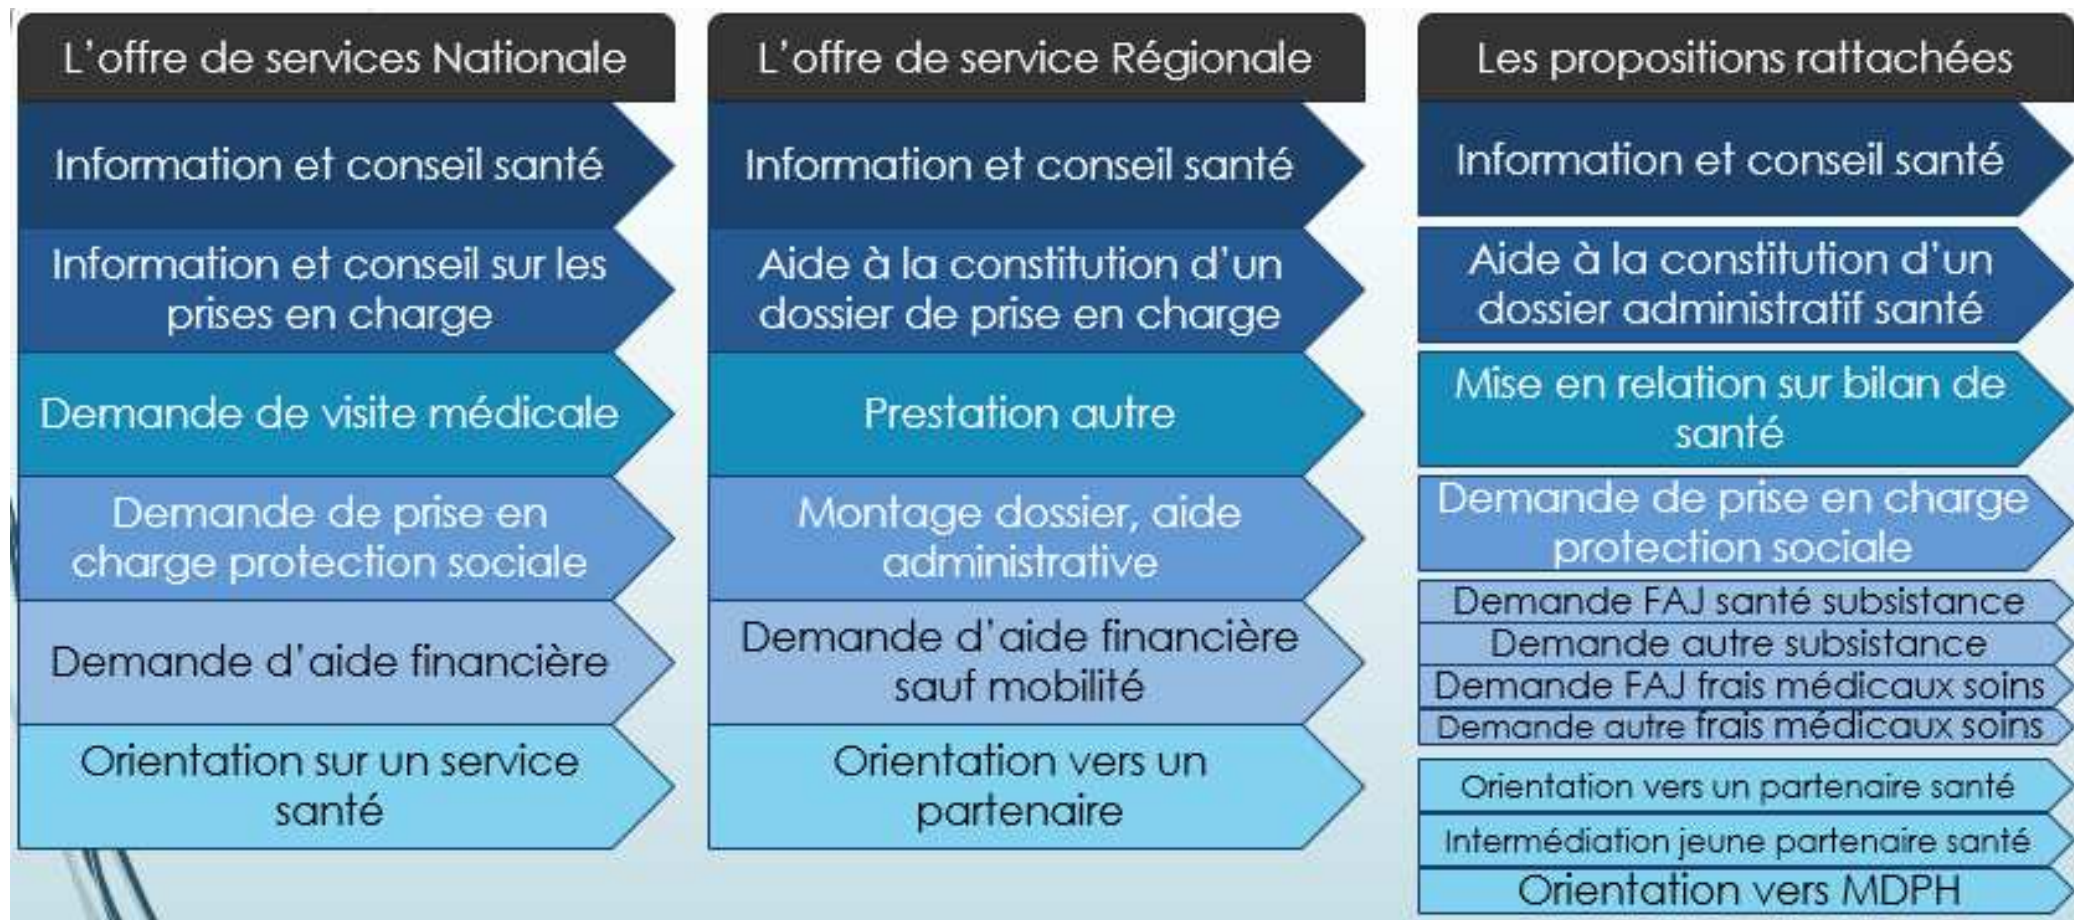 L'offre de services Nationale
Information et conseil santé
Information et conseil sur les
prises en charge
Demande de visite médicale
Demande de prise en
charge protection sociale
Demande d'aide financière
Orientation sur un service
santé
L'offre de service Régionale
Information et conseil santé
Aide à la constitution d'un
dossier de prise en charge
Prestation autre
Montage dossier, aide
administrative
Demande d'aide financière
sauf mobilité
Orientation vers un
partenaire
Les propositions rattachées
Information et conseil santé
Aide à la constitution d'un
dossier administratif santé
Mise en relation sur bilan de
santé
Demande de prise en charge
protection sociale
Demande FAJ santé subsistance
Demande autre subsistance
Demande FAJ frais médicaux soins
Demande autre frais médicaux soins
Orientation vers un partenaire santé
Intermédiation jeune partenaire santé
Orientation vers MDPH